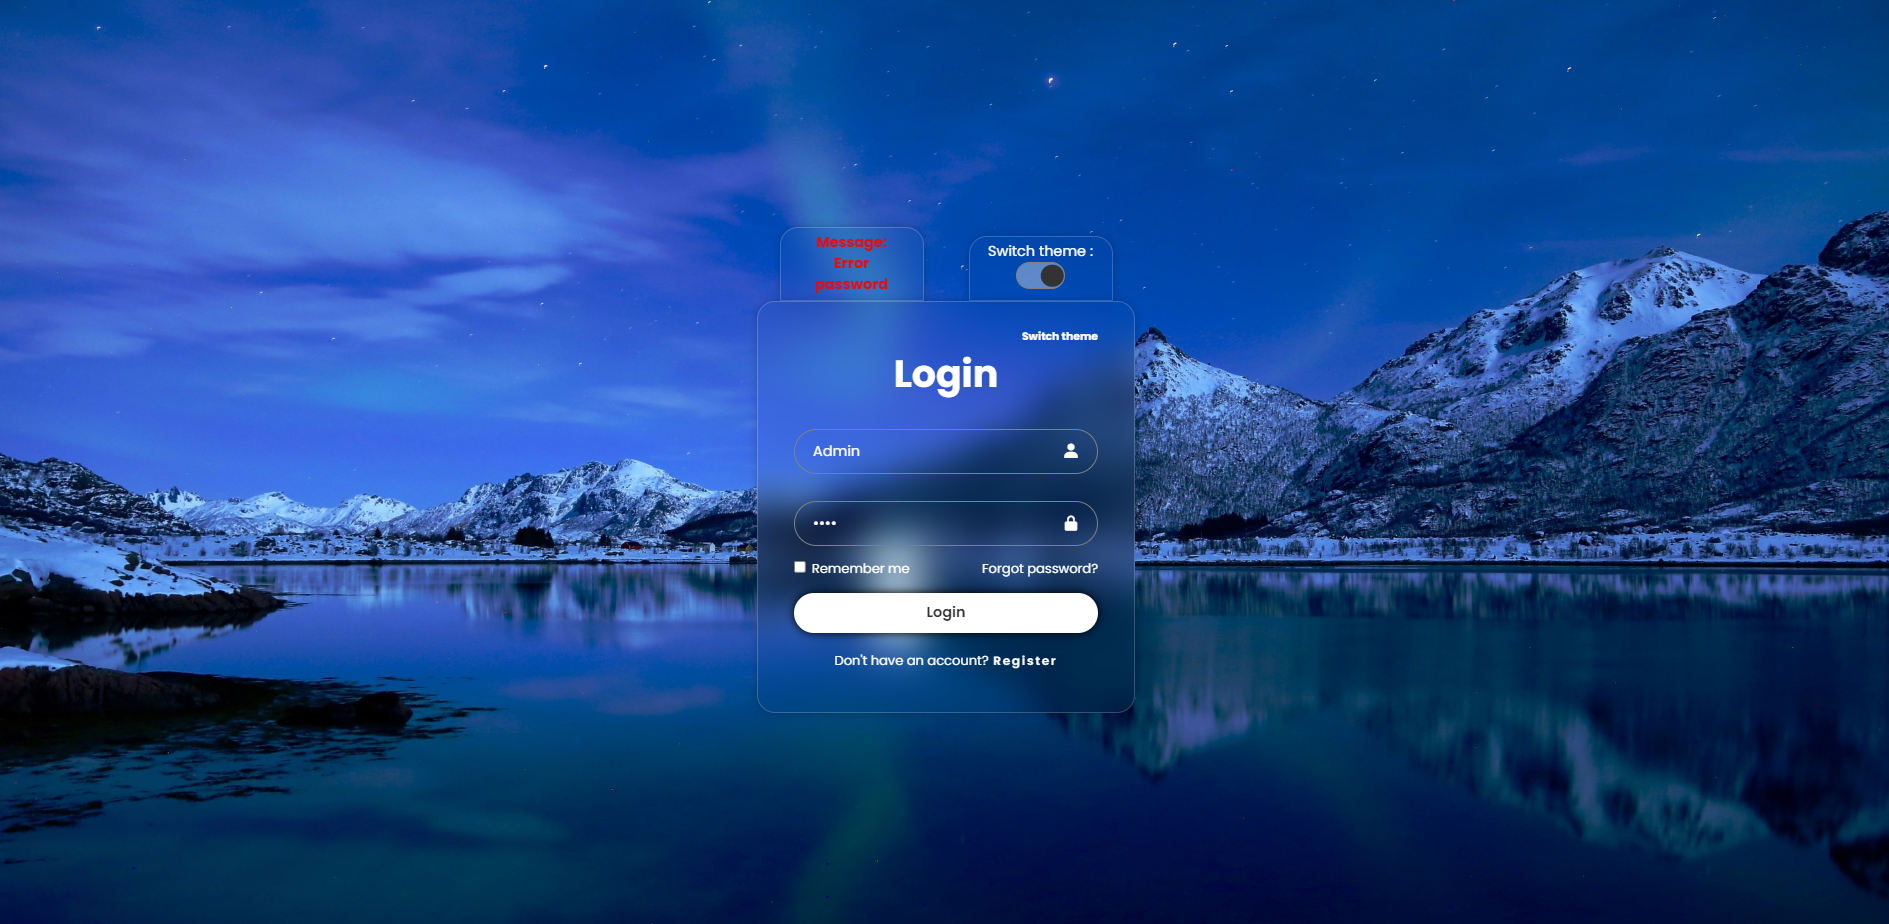 Message:
Error
password
Switch theme :
Switch theme
Login
Admin
••••
Remember me
Forgot password?
Login
Don't have an account? Register